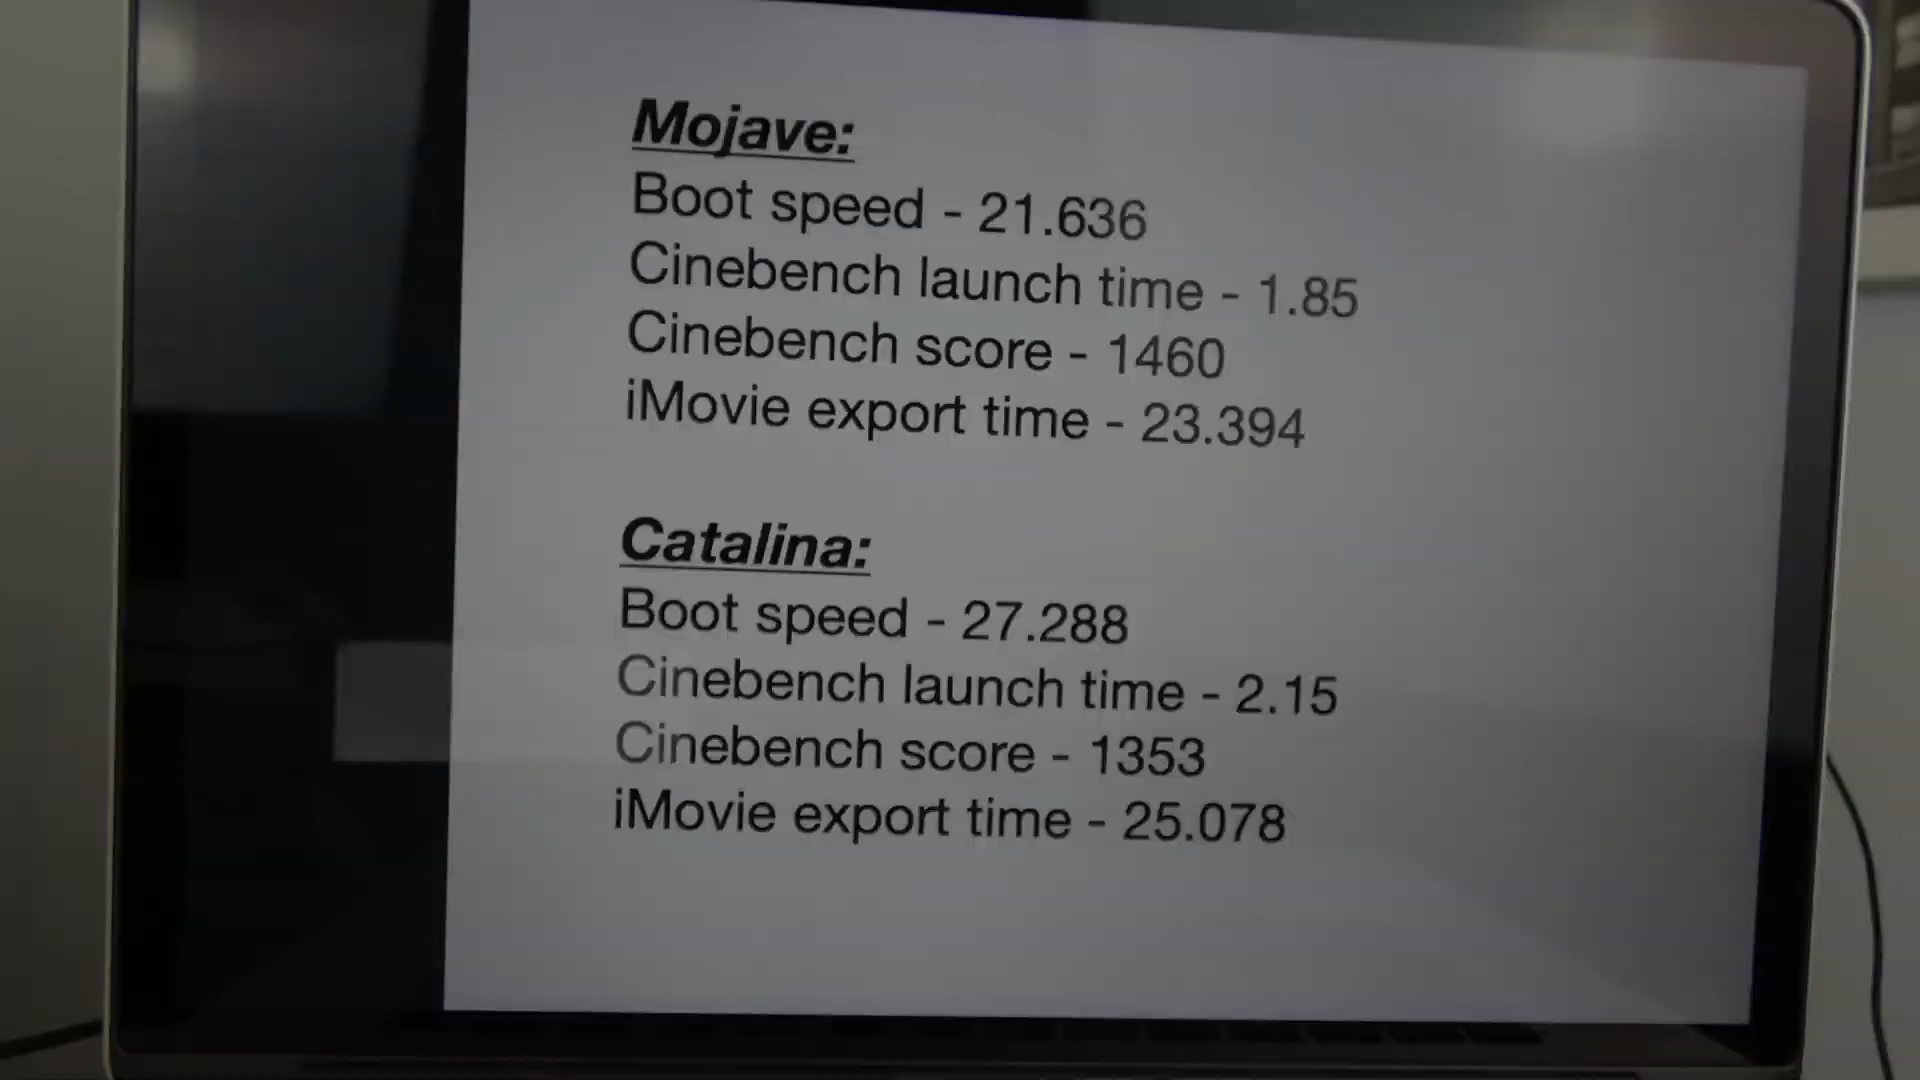 Mojave:
Boot speed - 21.636
Cinebench launch time - 1.85
Cinebench score - 1460
iMovie export time - 23.394
Catalina:
Boot speed - 27.288
Cinebench launch time - 2.15
Cinebench score - 1353
iMovie export time - 25.078